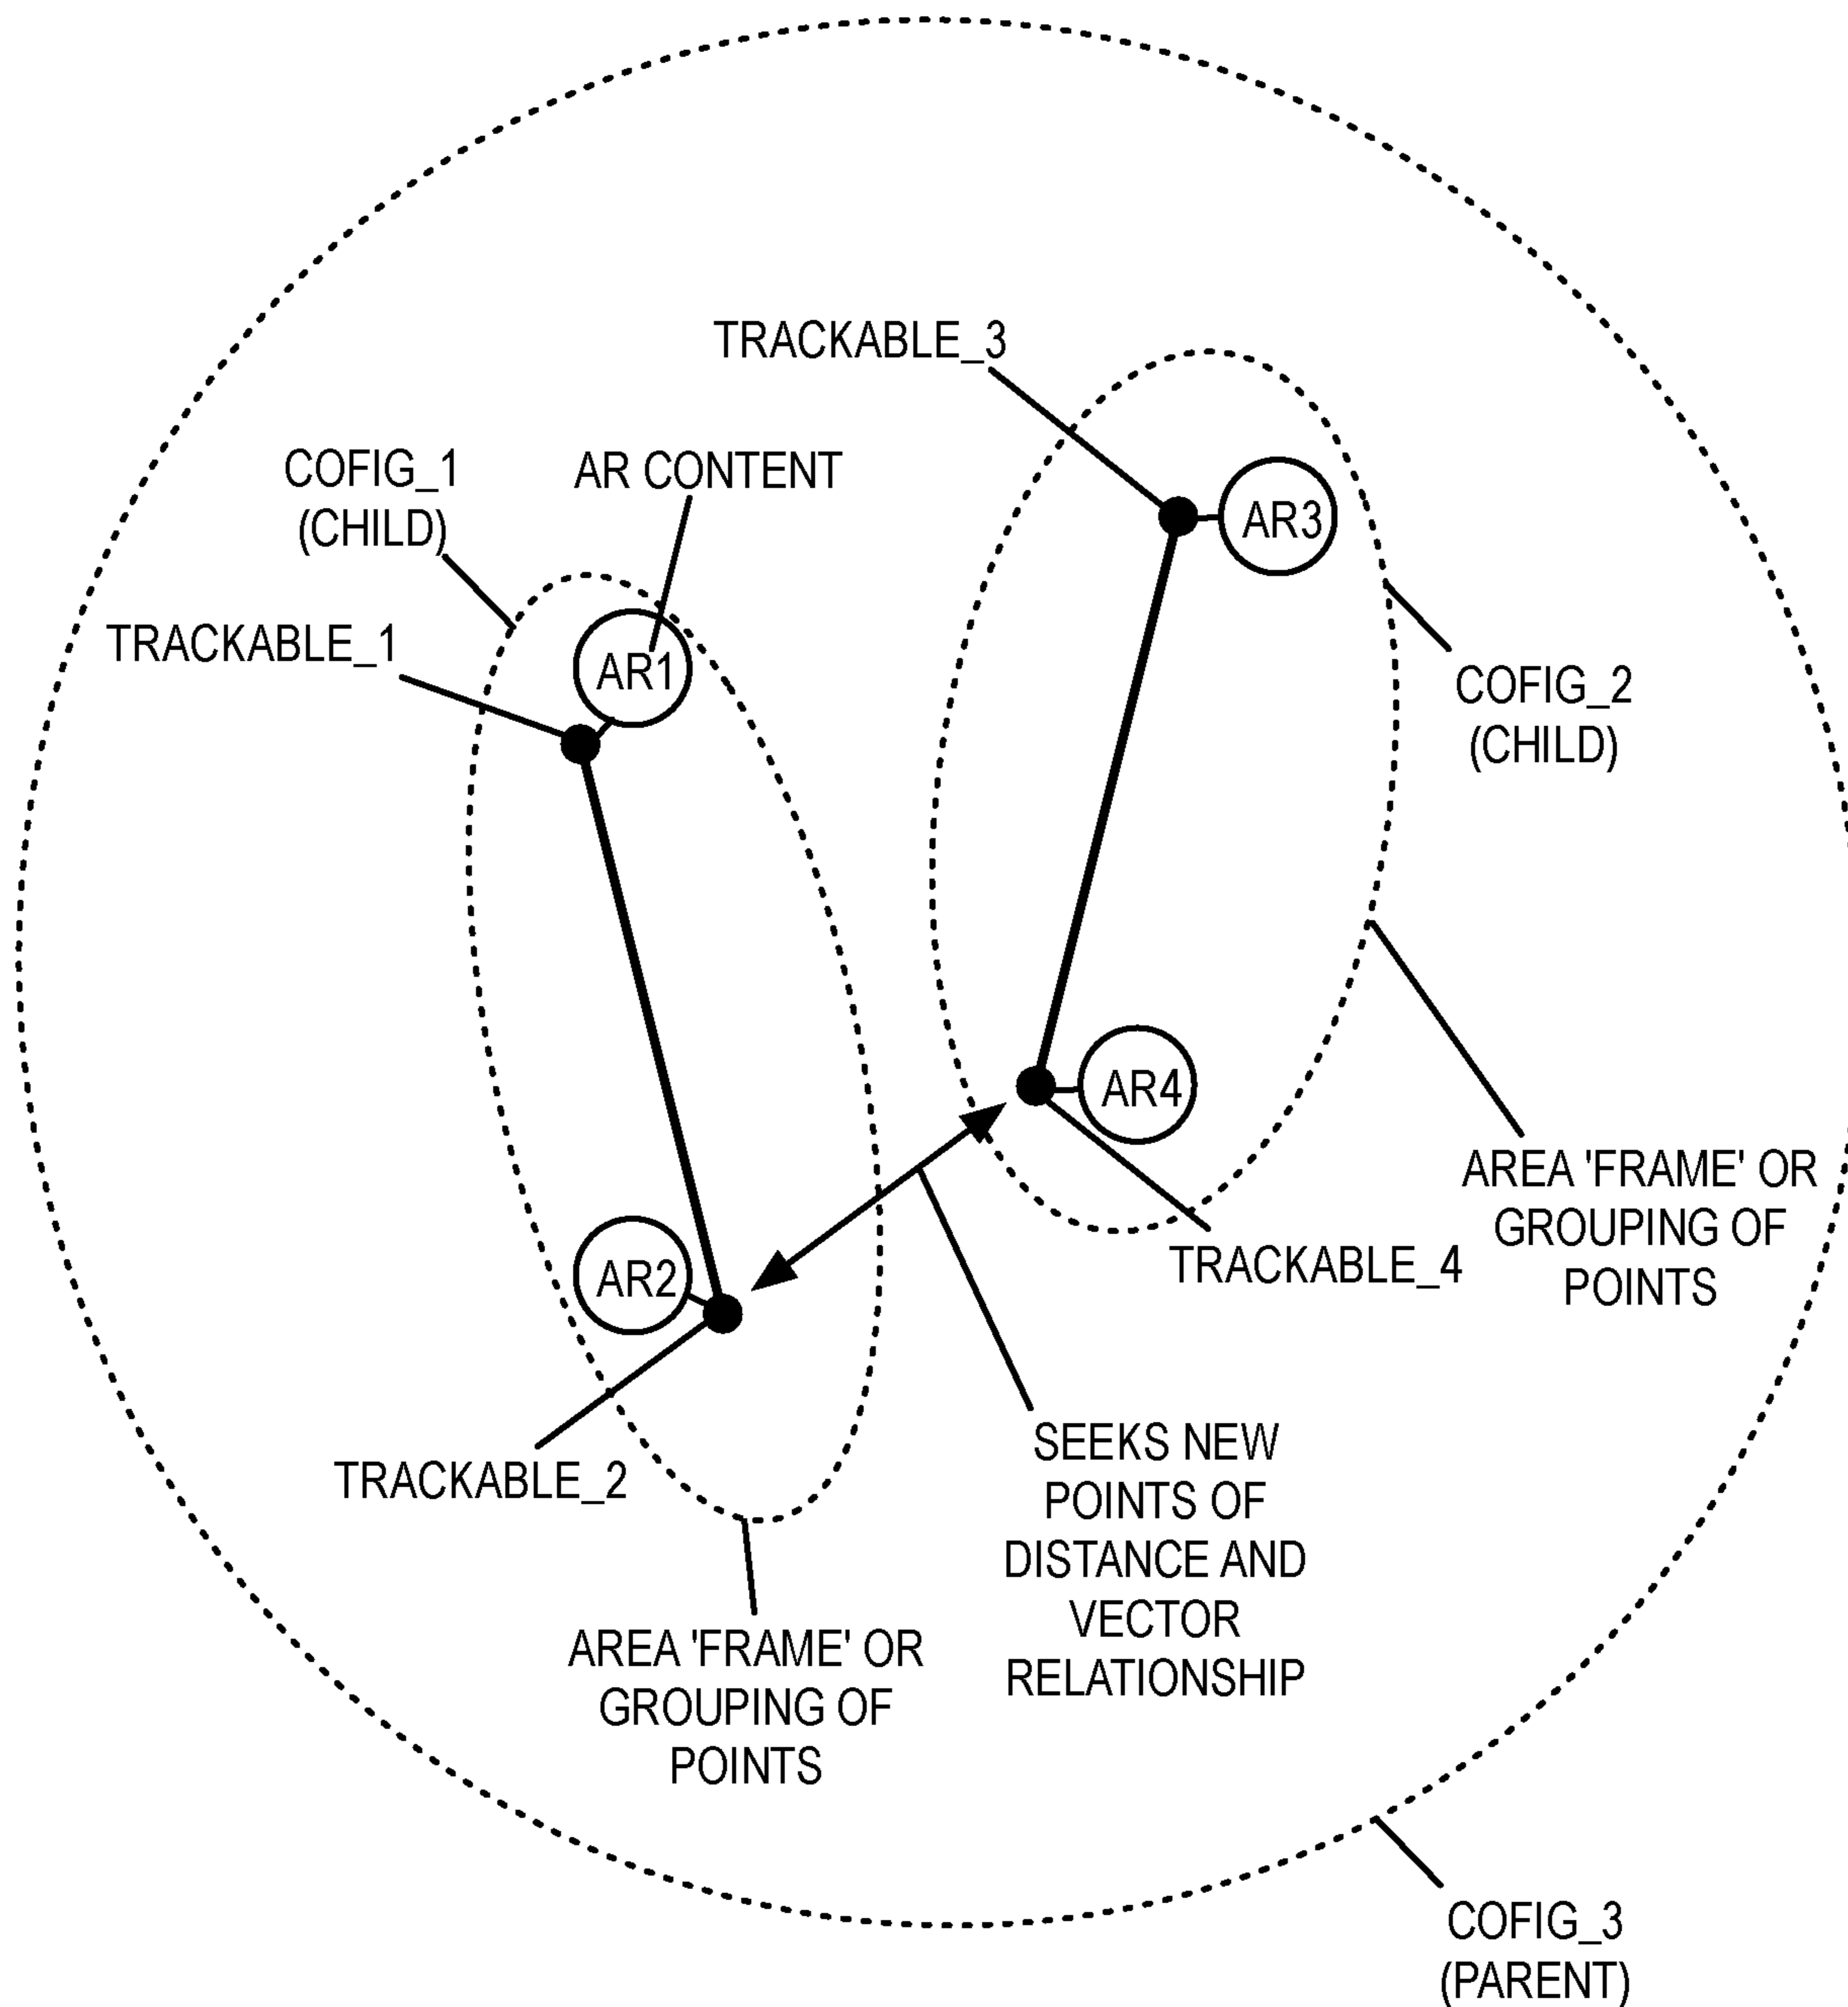 TRACKABLE_3
COFIG_1
(CHILD)
AR CONTENT
AR3
TRACKABLE_1
AR1
COFIG_2
(CHILD)
AR4
AREA 'FRAME' OR
GROUPING OF
POINTS
TRACKABLE_4
AR2
TRACKABLE_2
SEEKS NEW
POINTS OF
DISTANCE AND
VECTOR
RELATIONSHIP
AREA 'FRAME' OR
GROUPING OF
POINTS
COFIG_3
(PARENT)